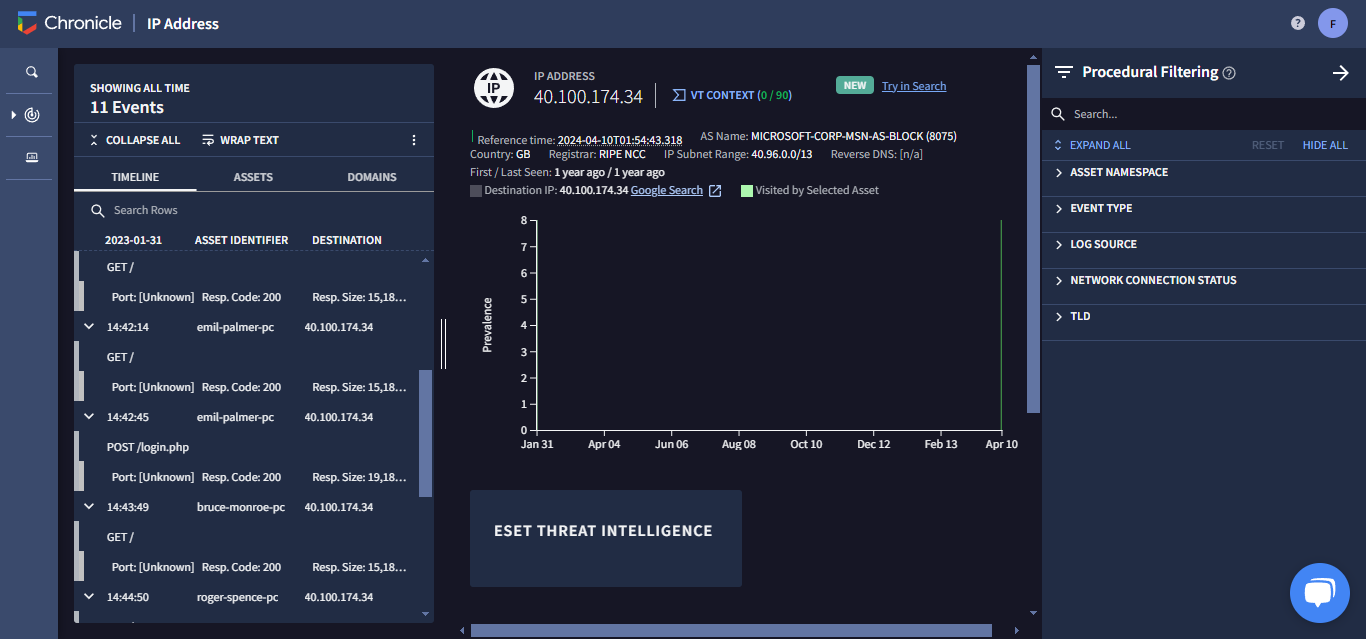 Chronicle | IP Address
F
SHOWING ALL TIME
11 Events
COLLAPSE ALL WRAP TEXT
TIMELINE ASSETS DOMAINS
Search Rows
2023-01-31 ASSET IDENTIFIER DESTINATION
GET /
Port: [Unknown] Resp. Code: 200 Resp. Size: 15,18...
14:42:14 emil-palmer-pc 40.100.174.34
GET /
Port: [Unknown] Resp. Code: 200 Resp. Size: 15,18...
14:42:45 emil-palmer-pc 40.100.174.34
POST /login.php
Port: [Unknown] Resp. Code: 200 Resp. Size: 19,18...
14:43:49 bruce-monroe-pc 40.100.174.34
GET /
Port: [Unknown] Resp. Code: 200 Resp. Size: 15,18...
14:44:50 roger-spence-pc 40.100.174.34
IP
IP ADDRESS
40.100.174.34
VT CONTEXT (0 / 90)
NEW Try in Search
Reference time: 2024-04-10T01:54:43.318 AS Name: MICROSOFT-CORP-MSN-AS-BLOCK (8075)
Country: GB Registrar: RIPE NCC IP Subnet Range: 40.96.0.0/13 Reverse DNS: [n/a]
First / Last Seen: 1 year ago / 1 year ago
Destination IP: 40.100.174.34 Google Search Visited by Selected Asset
Prevalence
8
7
6
5
4
3
2
1
0
Jan 31 Apr 04 Jun 06 Aug 08 Oct 10 Dec 12 Feb 13 Apr 10
ESET THREAT INTELLIGENCE
Procedural Filtering
Search...
EXPAND ALL RESET HIDE ALL
ASSET NAMESPACE
EVENT TYPE
LOG SOURCE
NETWORK CONNECTION STATUS
TLD